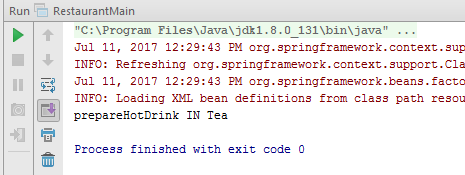 Run RestaurantMain
"C:\Program Files\Java\jdk1.8.0_131\bin\java" ...
Jul 11, 2017 12:29:43 PM org.springframework.context.sup
INFO: Refreshing org.springframework.context.support.Cla
Jul 11, 2017 12:29:43 PM org.springframework.beans.facto
INFO: Loading XML bean definitions from class path resou
prepareHotDrink IN Tea
Process finished with exit code 0